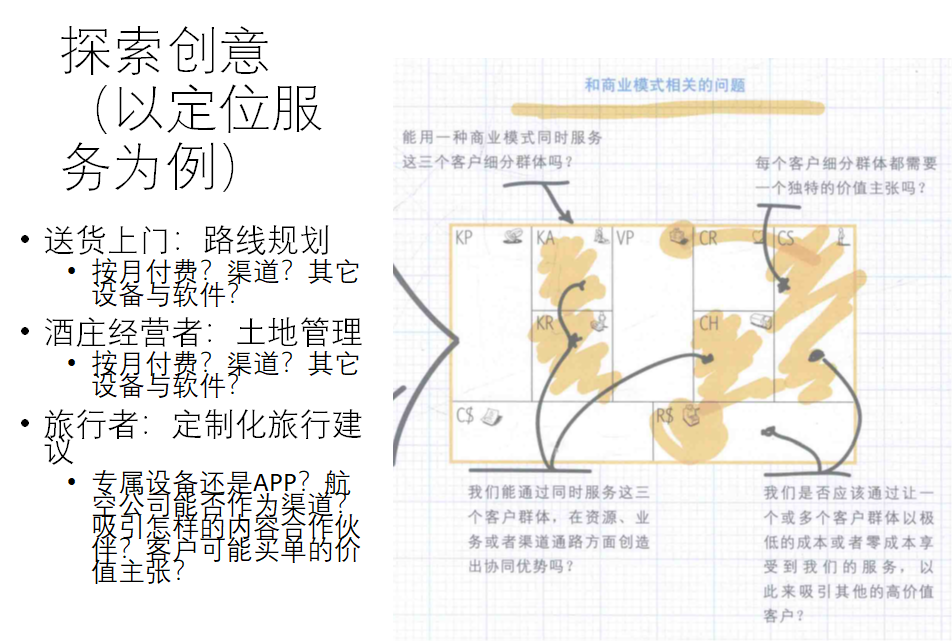 探索创意
（以定位服
务为例）
• 送货上门：路线规划
• 按月付费？渠道？其它
设备与软件？
• 酒庄经营者：土地管理
• 按月付费？渠道？其它
设备与软件？
• 旅行者：定制化旅行建
议
• 专属设备还是APP？航
空公司能否作为渠道？
吸引怎样的内容合作伙
伴？客户可能买单的价
值主张？
和商业模式相关的问题
能用一种商业模式同时服务
这三个客户细分群体吗？
每个客户细分群体都需要
一个独特的价值主张吗？
KP KA VP CR CS
KR CH
C$ R$
我们能通过同时服务这三
个客户群体，在资源、业
务或者渠道通路方面创造
出协同优势吗？
我们是否应该通过让一
个或多个客户群体以极
低的成本或者零成本享
受到我们的服务，以
此来吸引其他的高价值
客户？